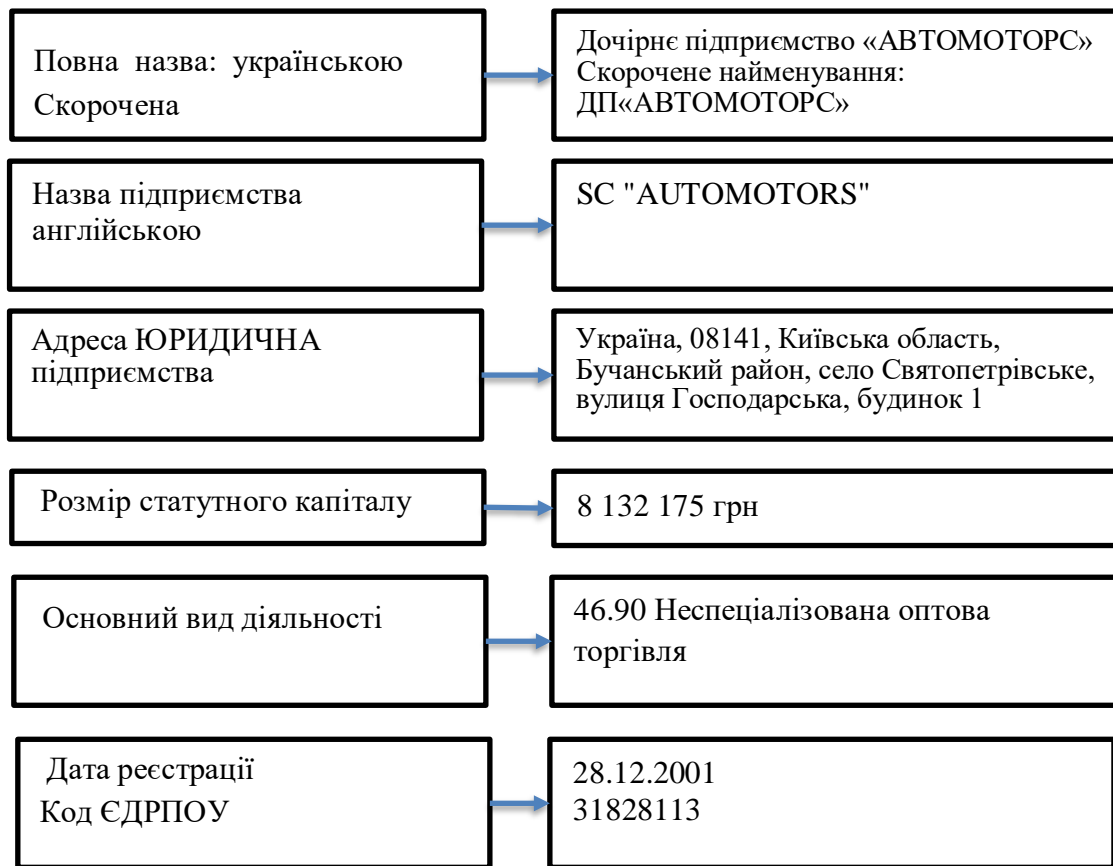 Повна назва: українською
Скорочена
Дочірнє підприємство «АВТОМОТОРС»
Скорочене найменування:
ДП«АВТОМОТОРС»
Назва підприємства
англійською
SC "AUTOMOTORS"
Адреса ЮРИДИЧНА
підприємства
Україна, 08141, Київська область,
Бучанський район, село Святопетрівське,
вулиця Господарська, будинок 1
Розмір статутного капіталу
8 132 175 грн
Основний вид діяльності
46.90 Неспеціалізована оптова
торгівля
Дата реєстрації
Код ЄДРПОУ
28.12.2001
31828113